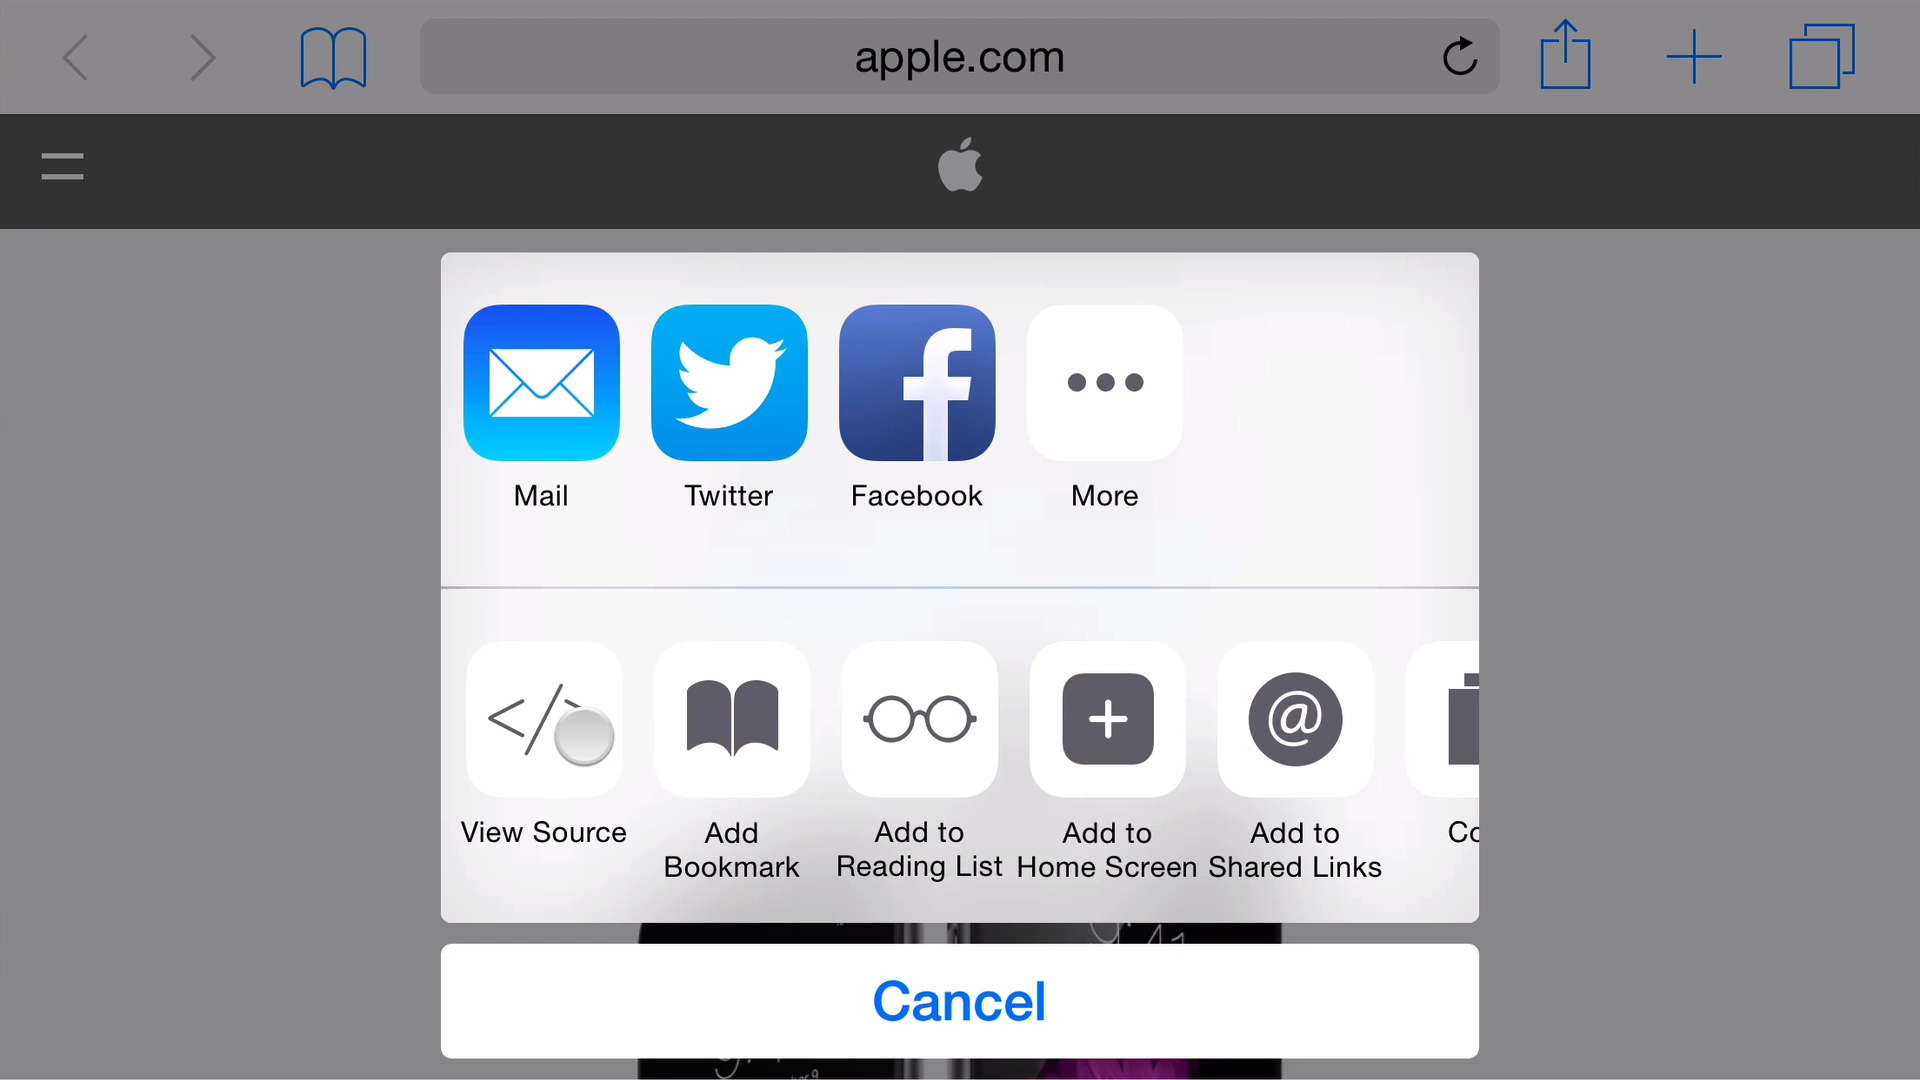 apple.com
Mail
Twitter
Facebook
More
View Source
Add
Bookmark
Add to
Reading List
Add to
Home Screen
Add to
Shared Links
Co
Cancel